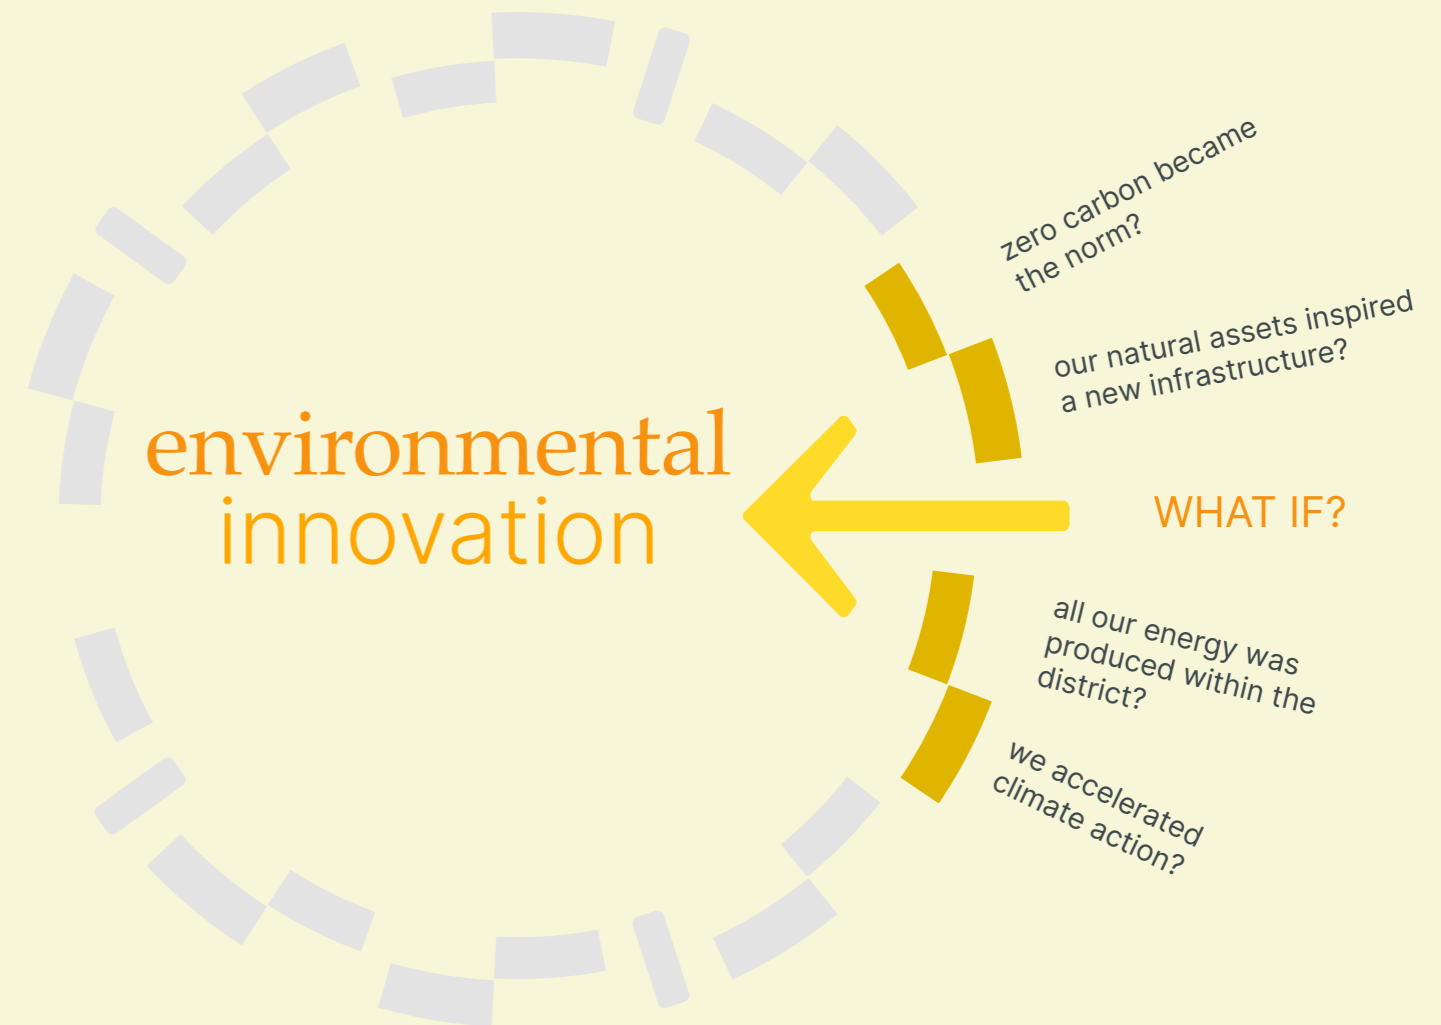 zero carbon became
the norm?
our natural assets inspired
a new infrastructure?
environmental
innovation
WHAT IF?
all our energy was
produced within the
district?
we accelerated
climate action?